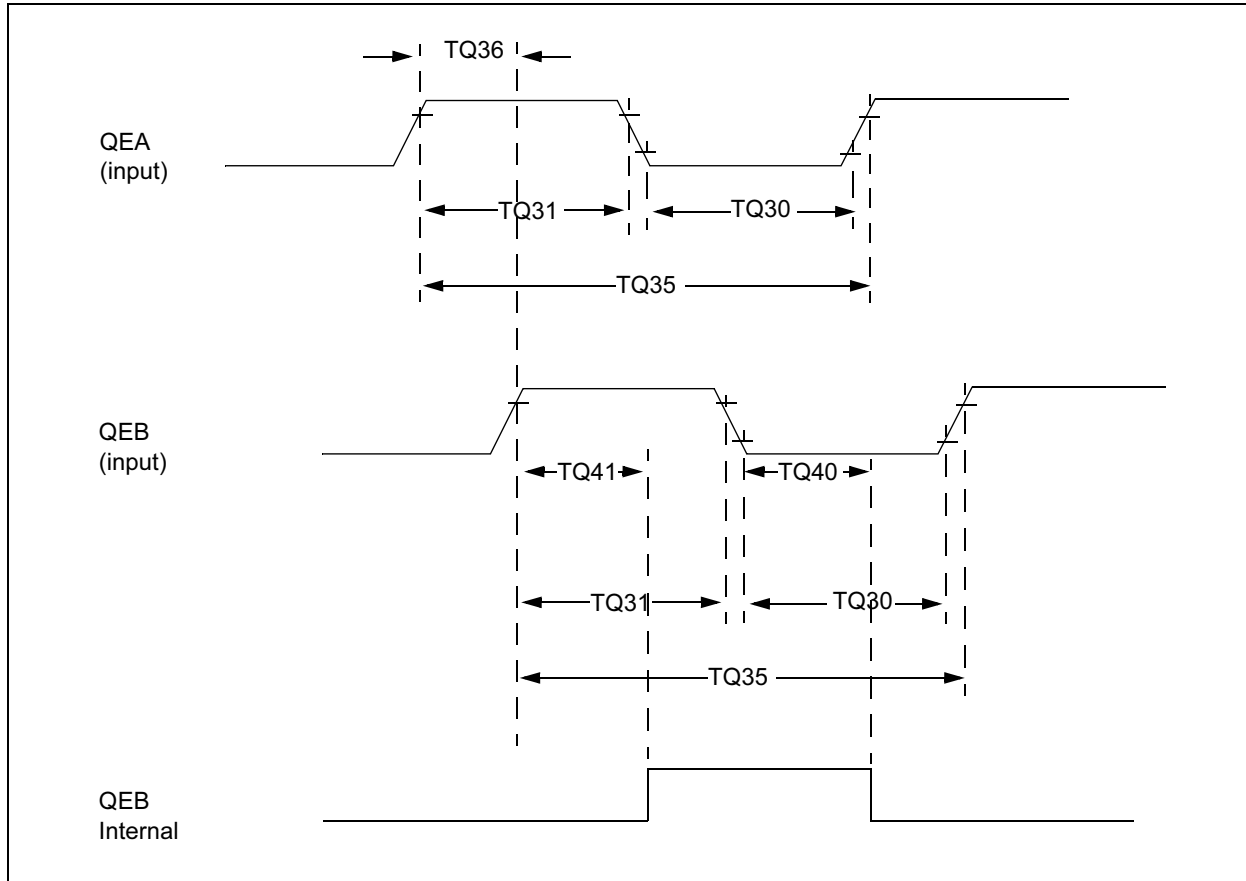 TQ36
QEA
(input)
TQ31
TQ30
TQ35
QEB
(input)
TQ41
TQ40
TQ31
TQ30
TQ35
QEB
Internal